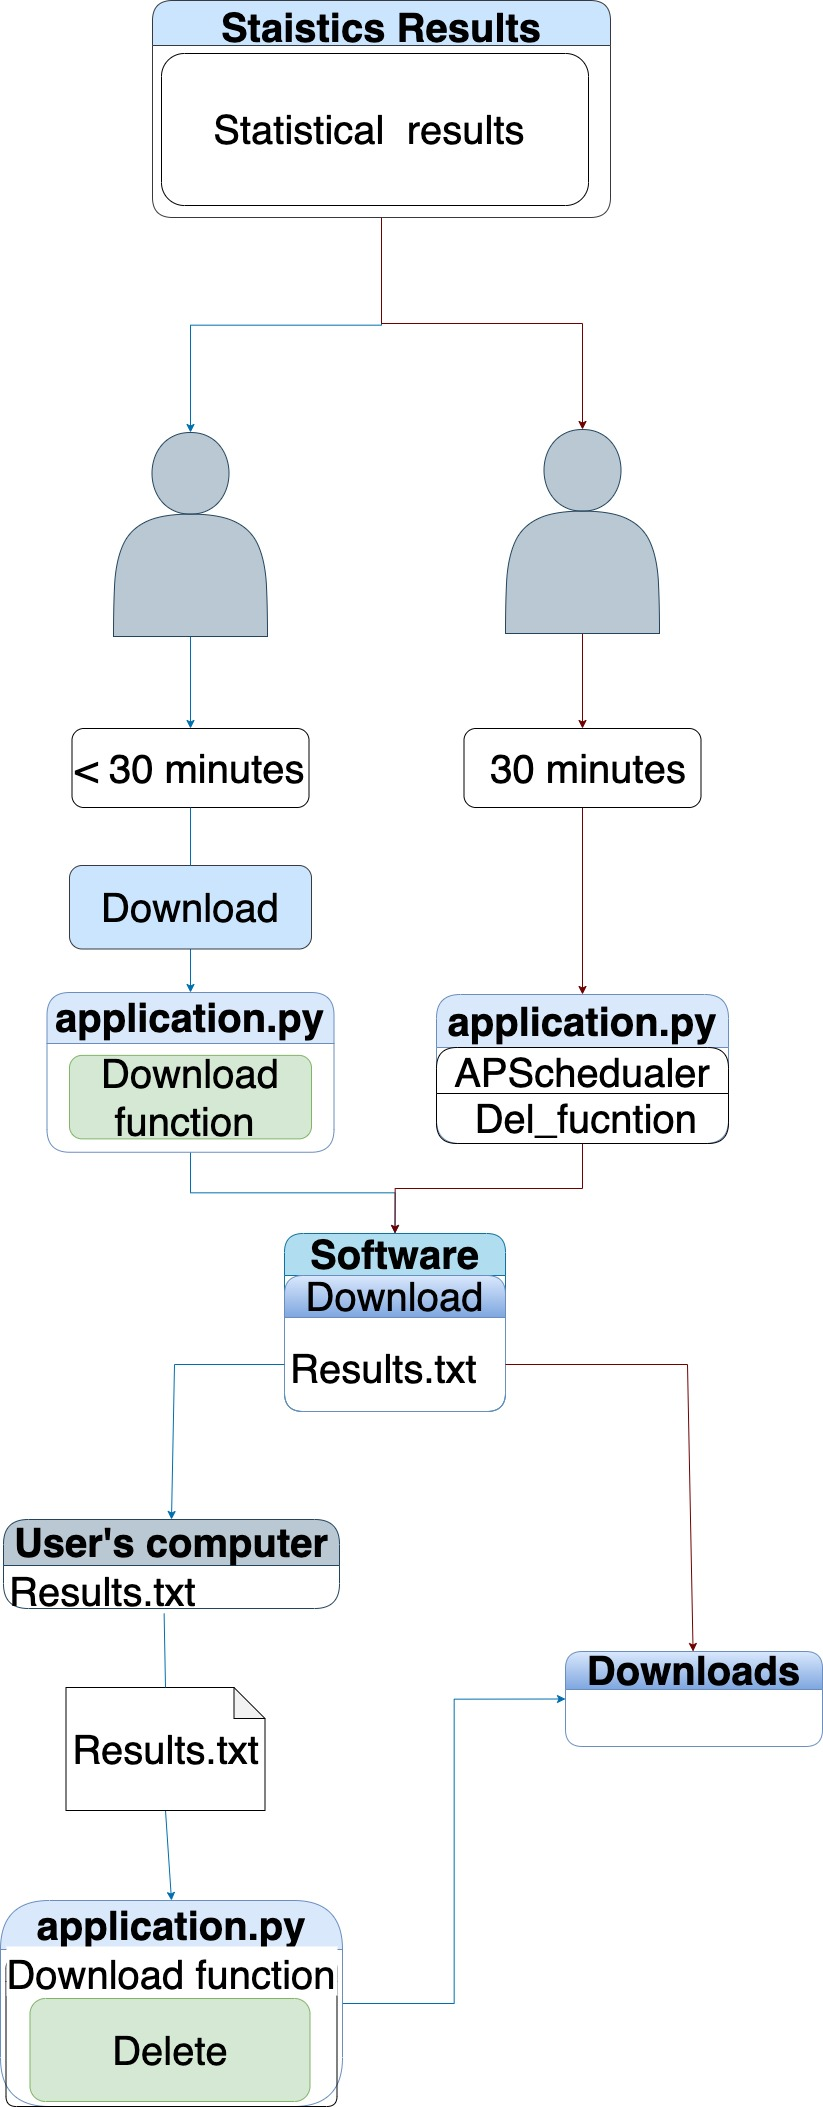 Staistics Results
Statistical results
< 30 minutes
30 minutes
Download
application.py
Download
function
application.py
APSchedualer
Del_fucntion
Software
Download
Results.txt
User's computer
Results.txt
Results.txt
Downloads
application.py
Download function
Delete